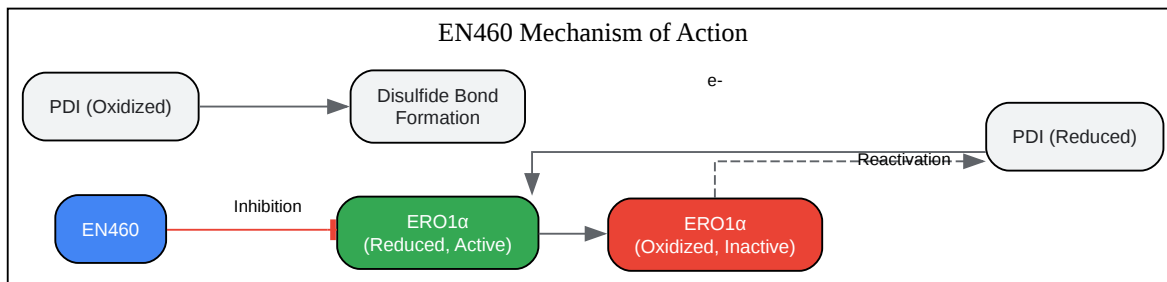 EN460 Mechanism of Action
e-
PDI (Oxidized)
Disulfide Bond
Formation
PDI (Reduced)
Reactivation
Inhibition
EN460
ERO1α
(Reduced, Active)
ERO1α
(Oxidized, Inactive)